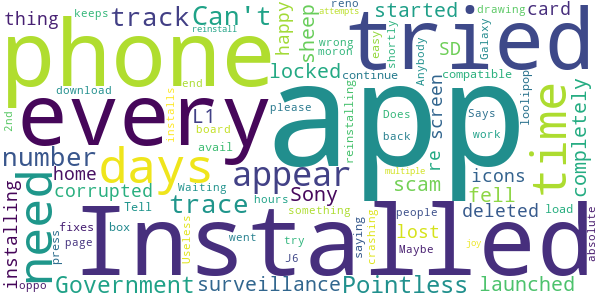 thing keeps track Can't happy sheep started reno drawing attempts card
reinstall wrong moron easy shortly Anybody SD Galaxy
phone tried
locked continue please compatible loolipop
2nd download installs end L1 board avail reinstalling screen Says
every app time completely
number home days appear re Does back work icons
corrupted Waiting hours Sony scam fell multiple
installing need Tell trace something deleted load absolute
fixes press page box Useless went try J6 saying crashing lost people Maybe joy
oppo Installed
Government surveillance Pointless launched